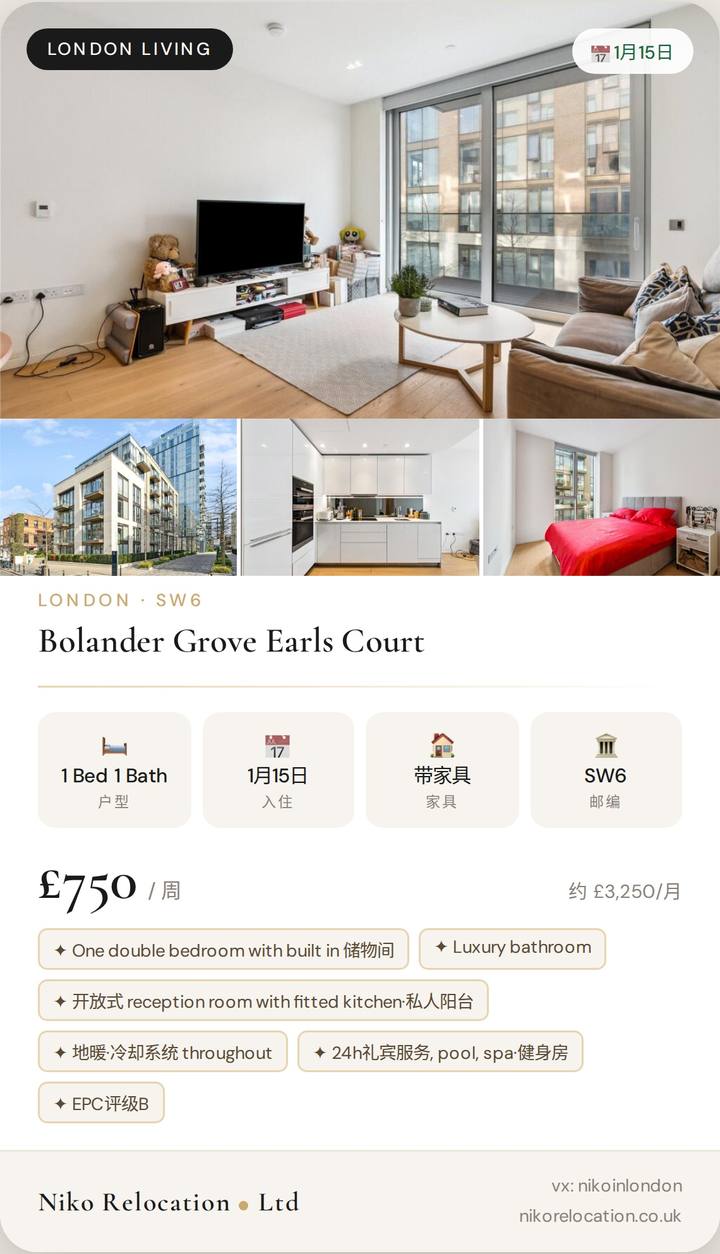 LONDON LIVING
17 1月15日
LONDON · SW6
Bolander Grove Earls Court
1 Bed 1 Bath
户型
17
1月15日
入住
带家具
家具
SW6
邮编
£750 / 周
约 £3,250/月
✦ One double bedroom with built in 储物间
✦ Luxury bathroom
✦ 开放式 reception room with fitted kitchen·私人阳台
✦ 地暖·冷却系统 throughout
✦ 24h礼宾服务, pool, spa·健身房
✦ EPC评级B
Niko Relocation ● Ltd
vx: nikoinlondon
nikorelocation.co.uk